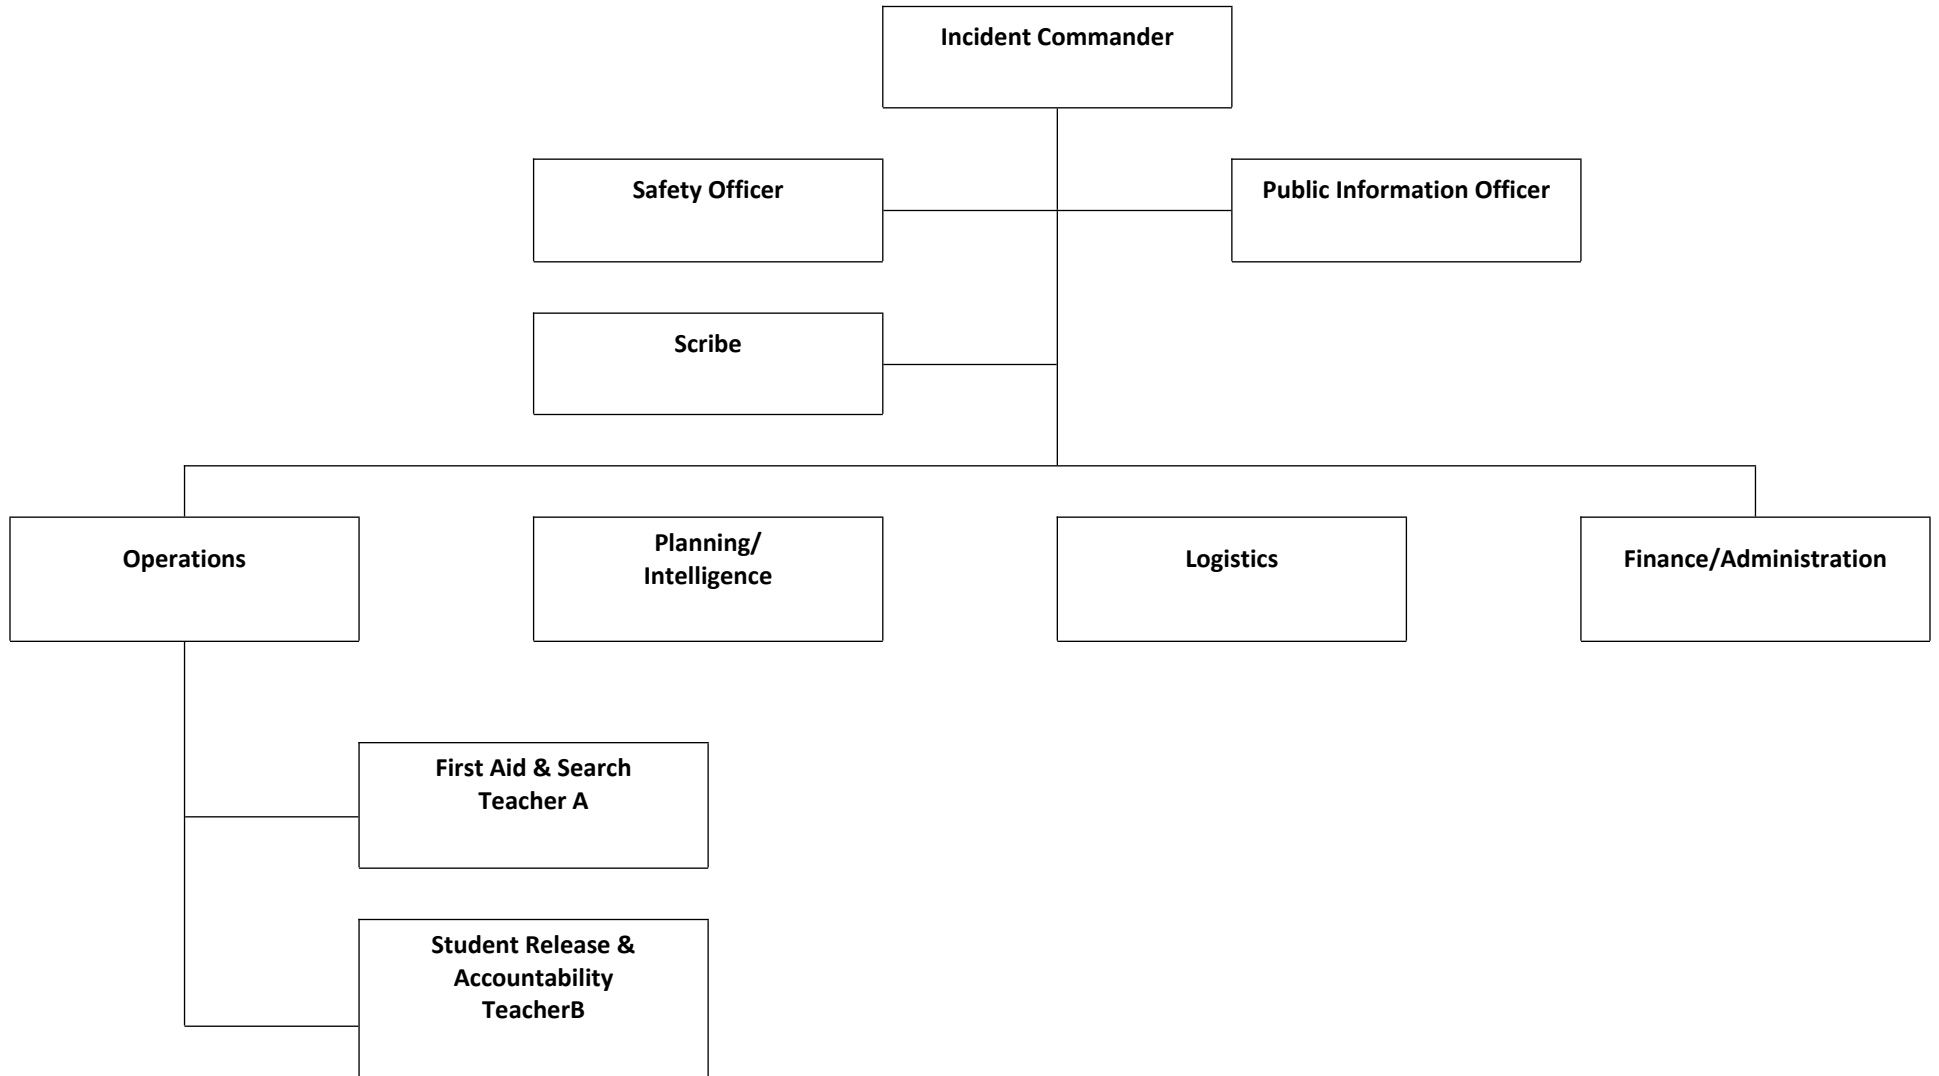 Incident Commander
Safety Officer
Public Information Officer
Scribe
Operations
Planning/
Intelligence
Logistics
Finance/Administration
First Aid & Search
Teacher A
Student Release &
Accountability
TeacherB